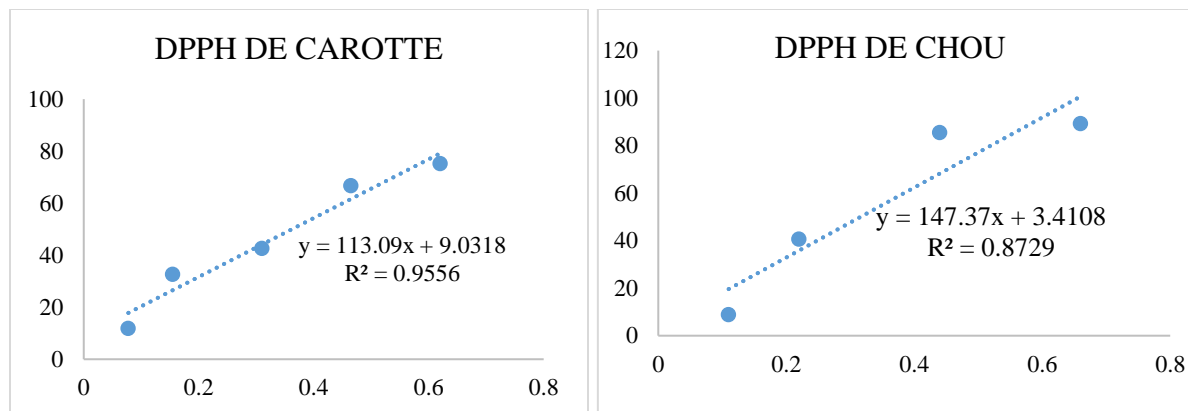 DPPH DE CAROTTE
100
80
60
40
20
0
y = 113.09x + 9.0318
R² = 0.9556
0 0.2 0.4 0.6 0.8
DPPH DE CHOU
120
100
80
60
40
20
0
y = 147.37x + 3.4108
R² = 0.8729
0 0.2 0.4 0.6 0.8